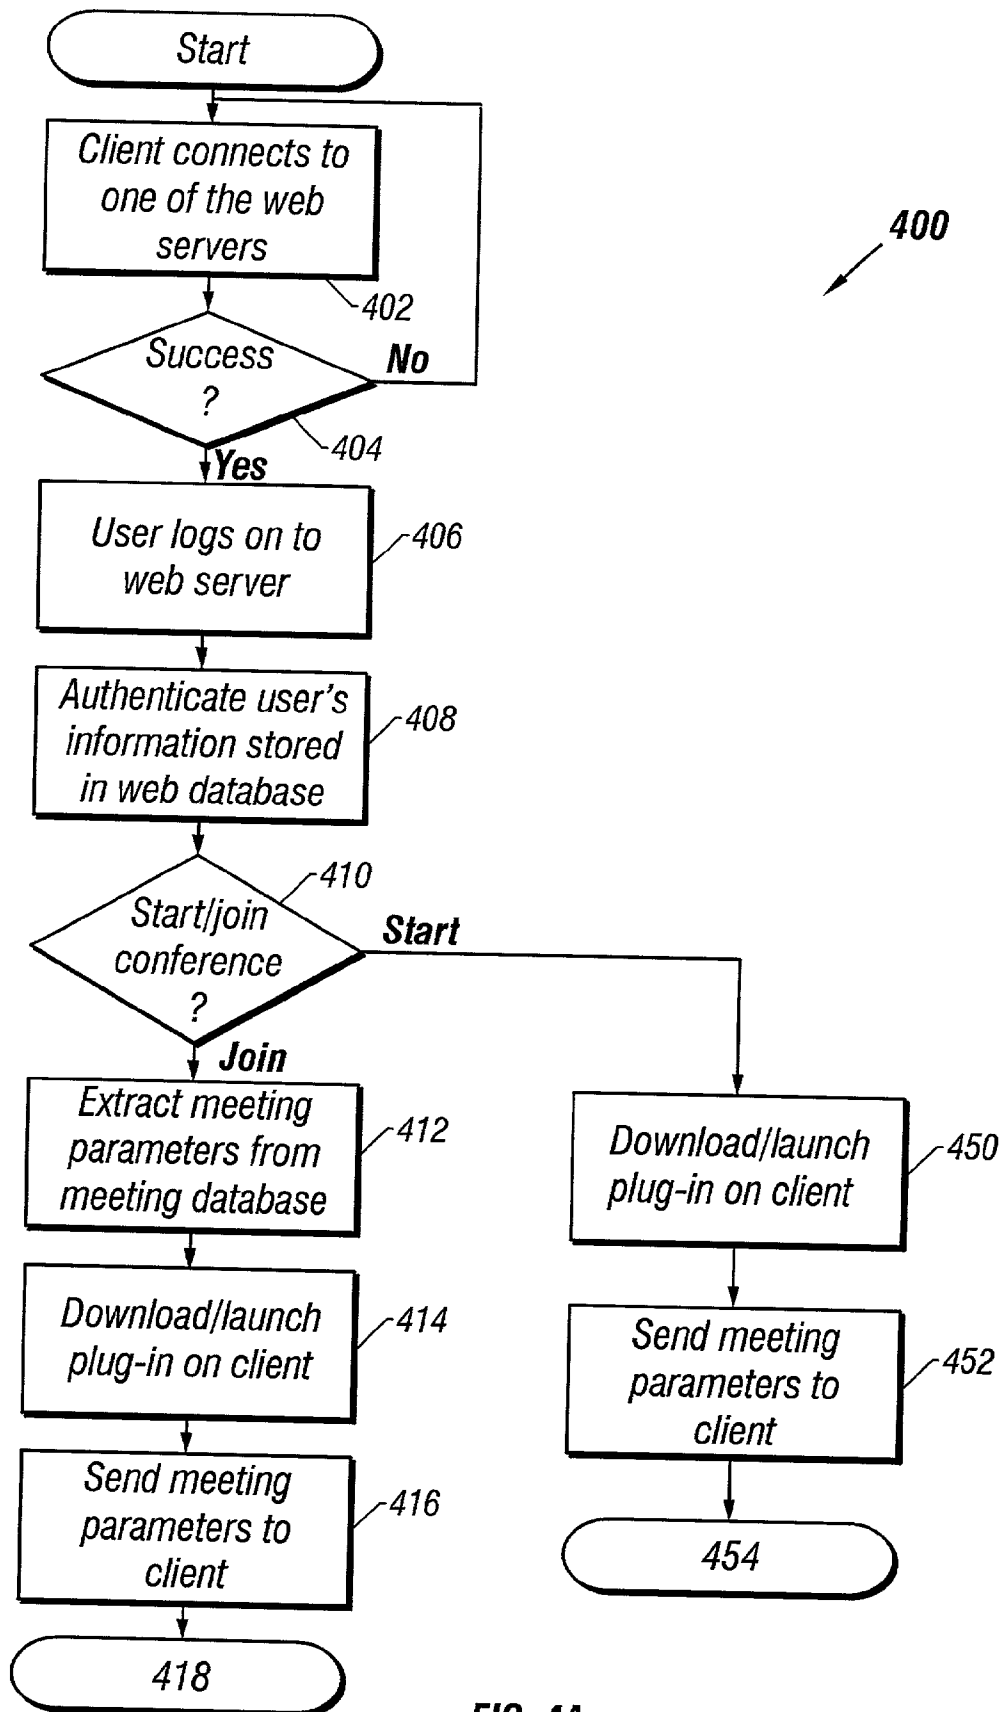 Start
Client connects to
one of the web
servers
402
400
Success
?
No
404
Yes
User logs on to
web server
406
Authenticate user's
information stored
in web database
408
410
Start/join
conference
?
Start
Join
Extract meeting
parameters from
meeting database
412
Download/launch
plug-in on client
450
Download/launch
plug-in on client
414
Send meeting
parameters to
client
452
Send meeting
parameters to
client
416
454
418
FIG. 4A